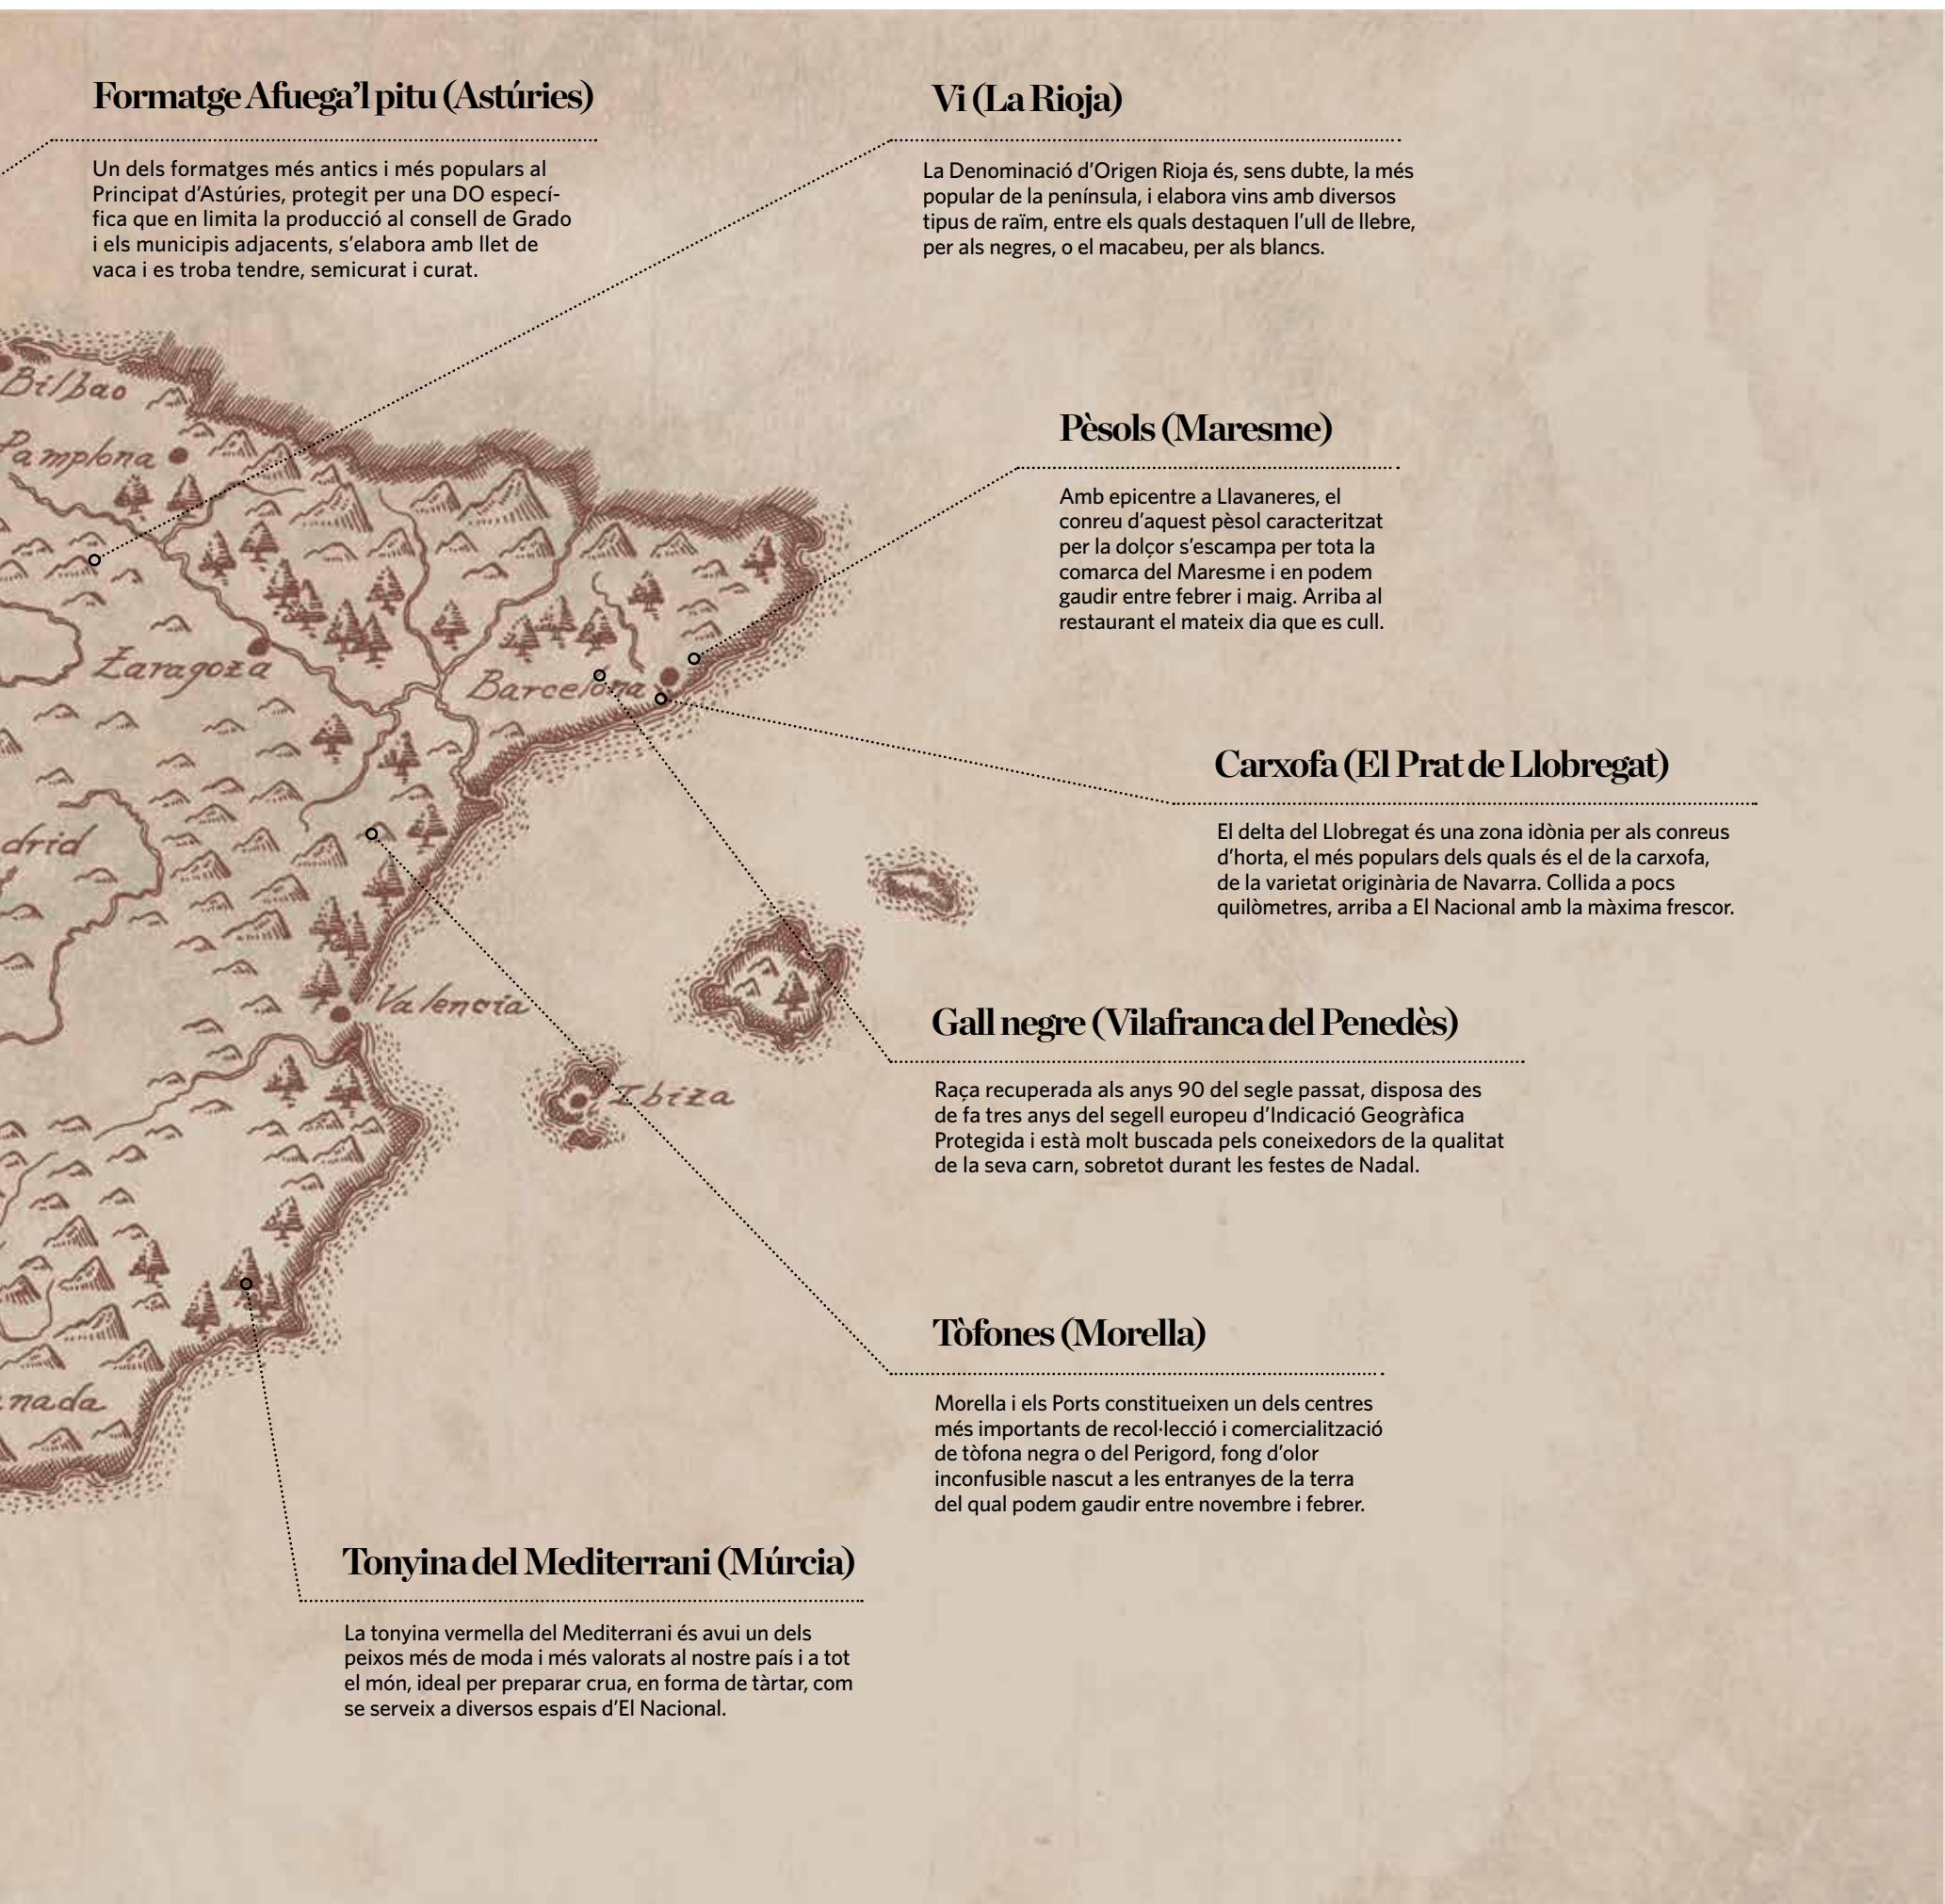 Formatge Afuega'l pitu (Astúries)
Un dels formatges més antics i més populars al
Principat d'Astúries, protegit per una DO especí-
fica que en limita la producció al consell de Grado
i els municipis adjacents, s'elabora amb llet de
vaca i es troba tendre, semicurat i curat.
Vi (La Rioja)
La Denominació d'Origen Rioja és, sens dubte, la més
popular de la península, i elabora vins amb diversos
tipus de raïm, entre els quals destaquen l'ull de llebre,
per als negres, o el macabeu, per als blancs.
Bilbao
Pamplona
Pèsols (Maresme)
Amb epicentre a Llavaneres, el
conreu d'aquest pèsol caracteritzat
per la dolçor s'escampa per tota la
comarca del Maresme i en podem
gaudir entre febrer i maig. Arriba al
restaurant el mateix dia que es cull.
Zaragoza
Barcelona
Carxofa (El Prat de Llobregat)
El delta del Llobregat és una zona idònia per als conreus
d'horta, el més populars dels quals és el de la carxofa,
de la varietat originària de Navarra. Collida a pocs
quilòmetres, arriba a El Nacional amb la màxima frescor.
drid
Valencia
Gall negre (Vilafranca del Penedès)
Raça recuperada als anys 90 del segle passat, disposa des
de fa tres anys del segell europeu d'Indicació Geogràfica
Protegida i està molt buscada pels coneixedors de la qualitat
de la seva carn, sobretot durant les festes de Nadal.
Ibiza
Tòfones (Morella)
Morella i els Ports constitueixen un dels centres
més importants de recol·lecció i comercialització
de tòfona negra o del Perigord, fong d'olor
inconfusible nascut a les entranyes de la terra
del qual podem gaudir entre novembre i febrer.
nada
Tonyina del Mediterrani (Múrcia)
La tonyina vermella del Mediterrani és avui un dels
peixos més de moda i més valorats al nostre país i a tot
el món, ideal per preparar crua, en forma de tàrtar, com
se serveix a diversos espais d'El Nacional.